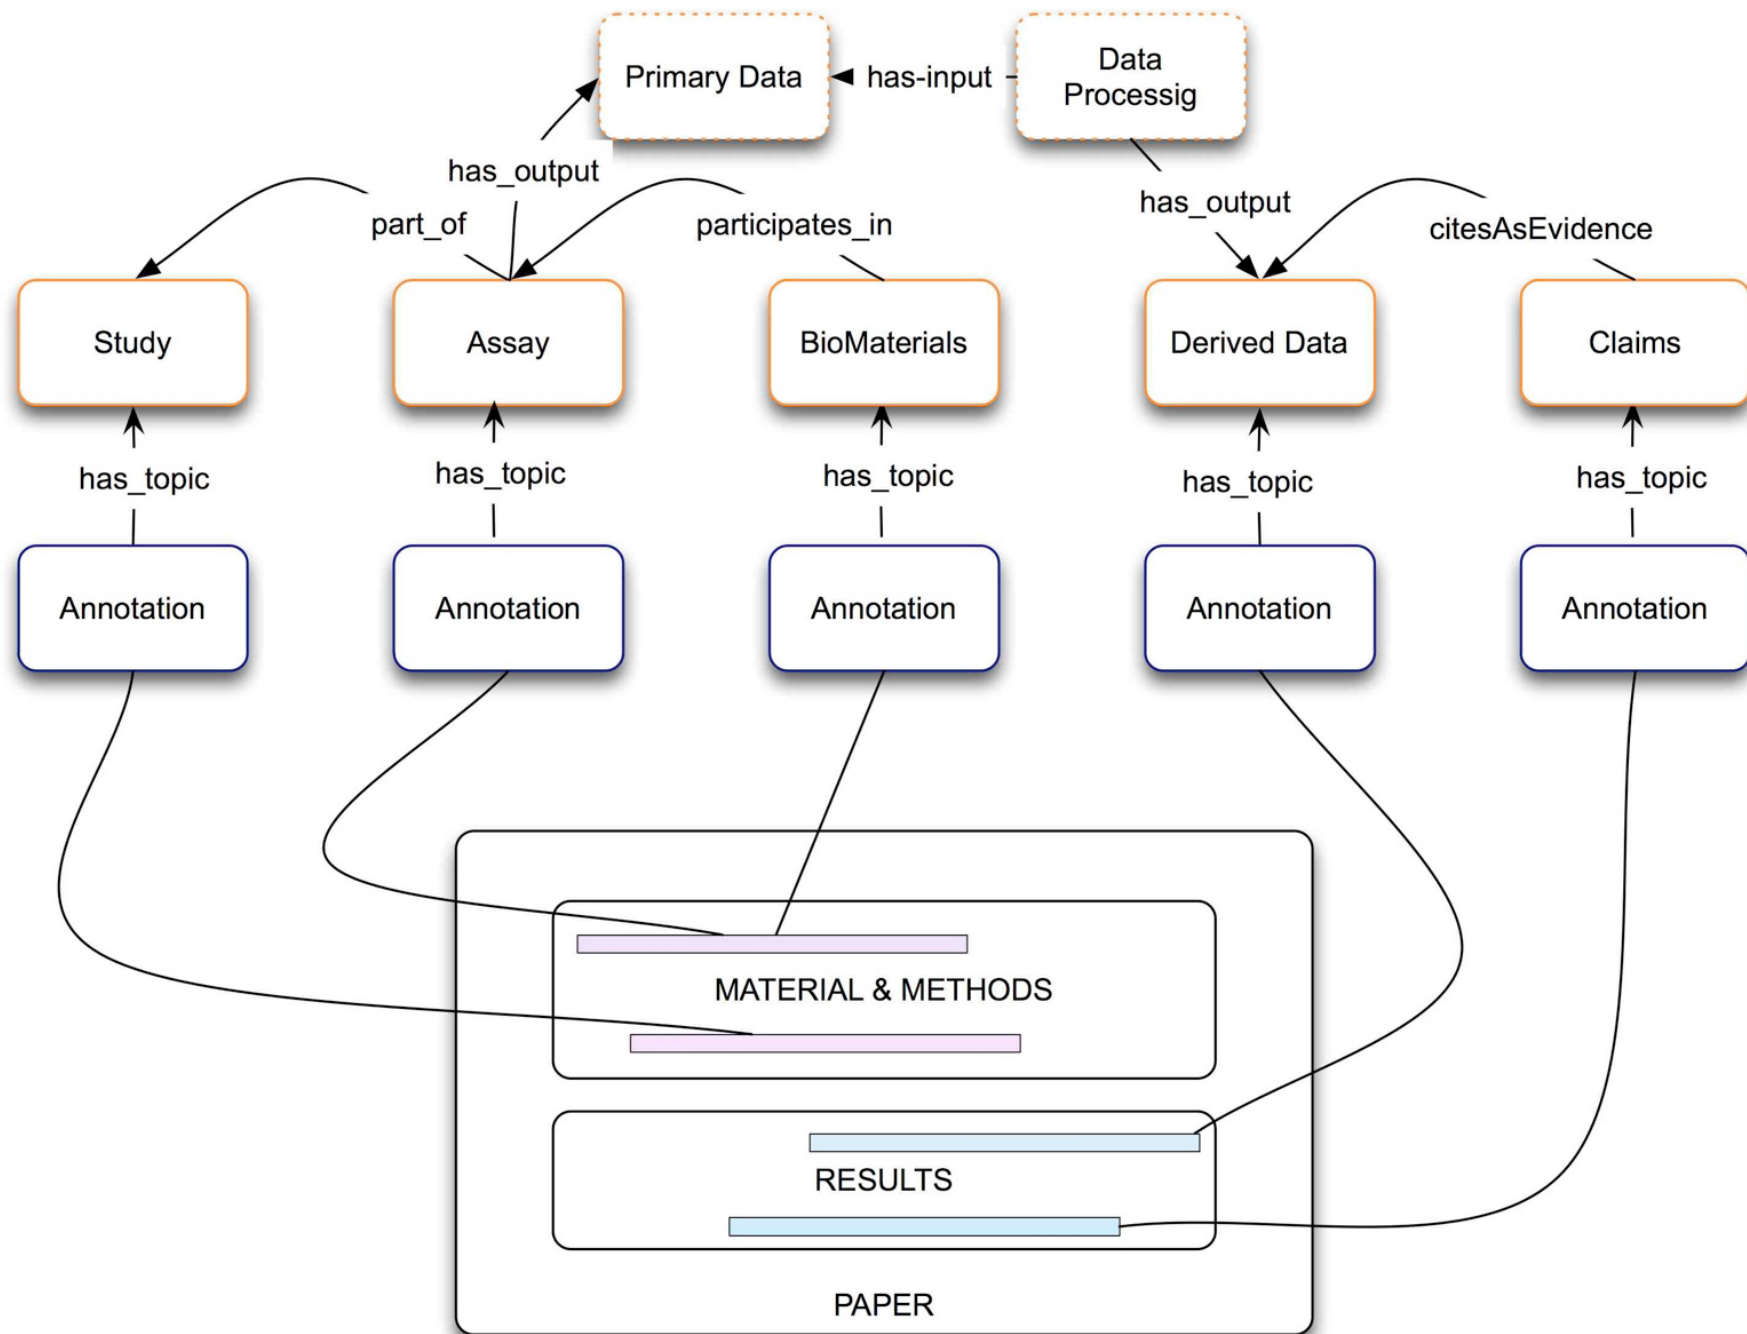 Primary Data
has-input
Data
Processig
has_output
has_output
part_of
participates_in
citesAsEvidence
Study
Assay
BioMaterials
Derived Data
Claims
has_topic
has_topic
has_topic
has_topic
has_topic
Annotation
Annotation
Annotation
Annotation
Annotation
MATERIAL & METHODS
RESULTS
PAPER